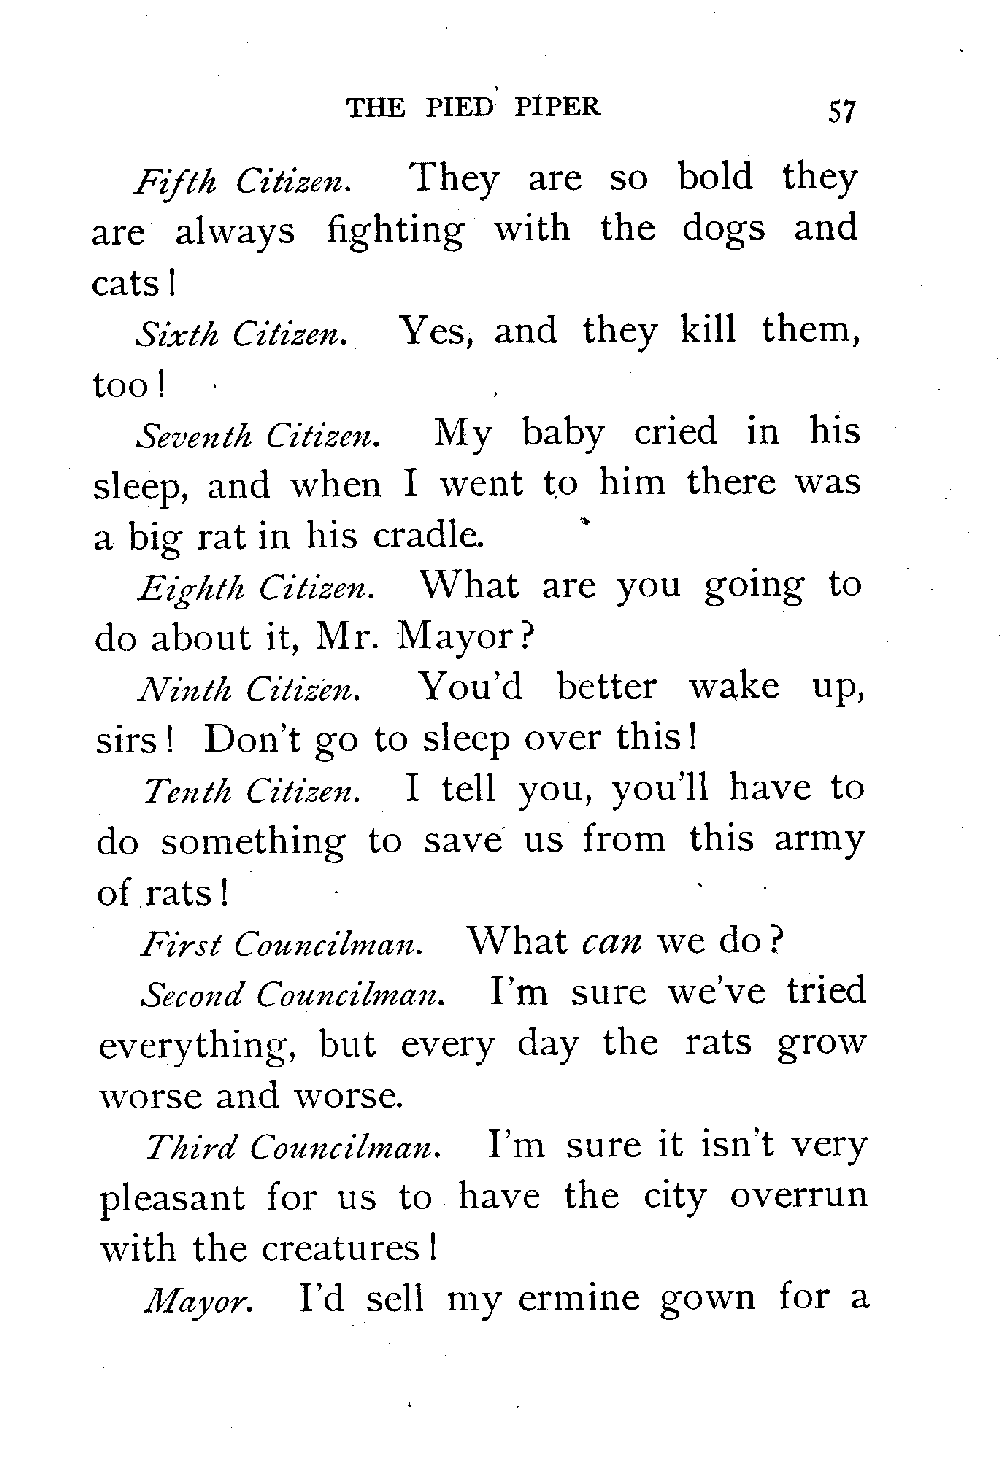 THE PIED PIPER 57
Fifth Citizen. They are so bold they
are always fighting with the dogs and
cats!
Sixth Citizen. Yes, and they kill them,
too!
Seventh Citizen. My baby cried in his
sleep, and when I went to him there was
a big rat in his cradle.
Eighth Citizen. What are you going to
do about it, Mr. Mayor?
Ninth Citizen. You'd better wake up,
sirs! Don't go to sleep over this!
Tenth Citizen. I tell you, you'll have to
do something to save us from this army
of rats!
First Councilman. What can we do?
Second Councilman. I'm sure we've tried
everything, but every day the rats grow
worse and worse.
Third Councilman. I'm sure it isn't very
pleasant for us to have the city overrun
with the creatures!
Mayor. I'd sell my ermine gown for a